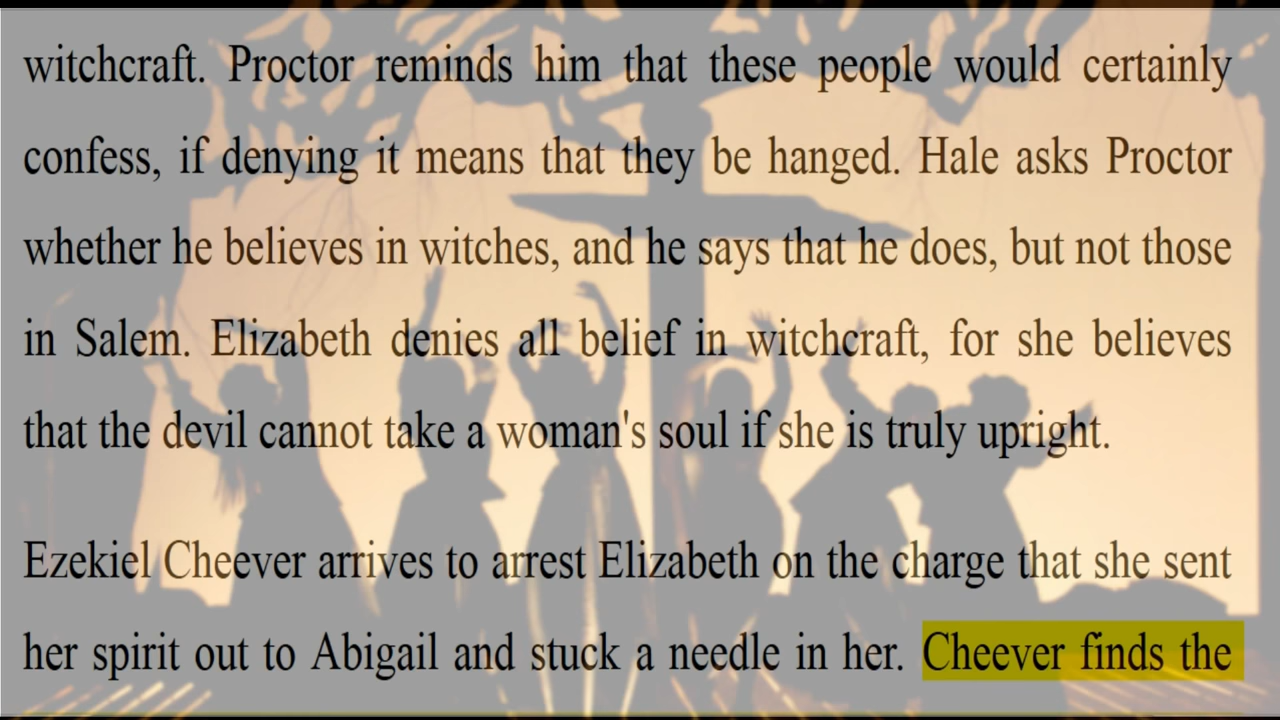 witchcraft. Proctor reminds him that these people would certainly
confess, if denying it means that they be hanged. Hale asks Proctor
whether he believes in witches, and he says that he does, but not those
in Salem. Elizabeth denies all belief in witchcraft, for she believes
that the devil cannot take a woman's soul if she is truly upright.
Ezekiel Cheever arrives to arrest Elizabeth on the charge that she sent
her spirit out to Abigail and stuck a needle in her. Cheever finds the